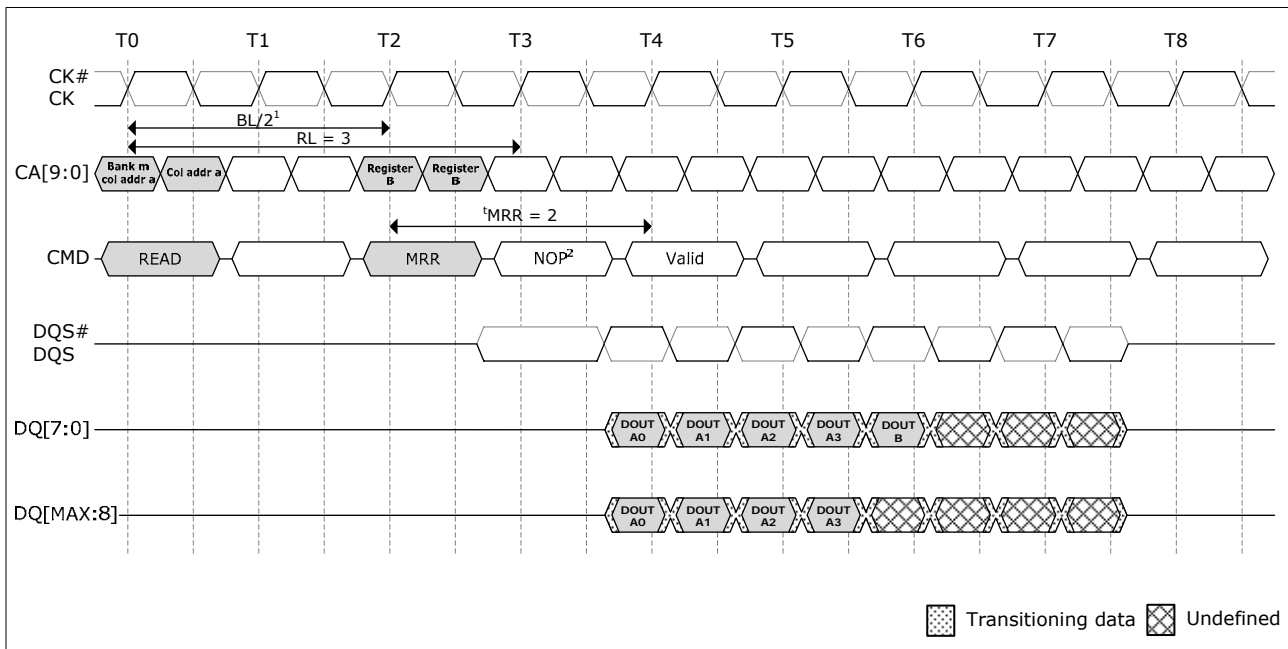 T0 T1 T2 T3 T4 T5 T6 T7 T8
CK#
CK
BL/2¹
RL = 3
CA[9:0]
Bank m
col addr a
Col addr a
Register
B
Register
B
ᵗMRR = 2
CMD
READ
MRR
NOP²
Valid
DQS#
DQS
DQ[7:0]
DOUT
A0
DOUT
A1
DOUT
A2
DOUT
A3
DOUT
B
DQ[MAX:8]
DOUT
A0
DOUT
A1
DOUT
A2
DOUT
A3
Transitioning data
Undefined